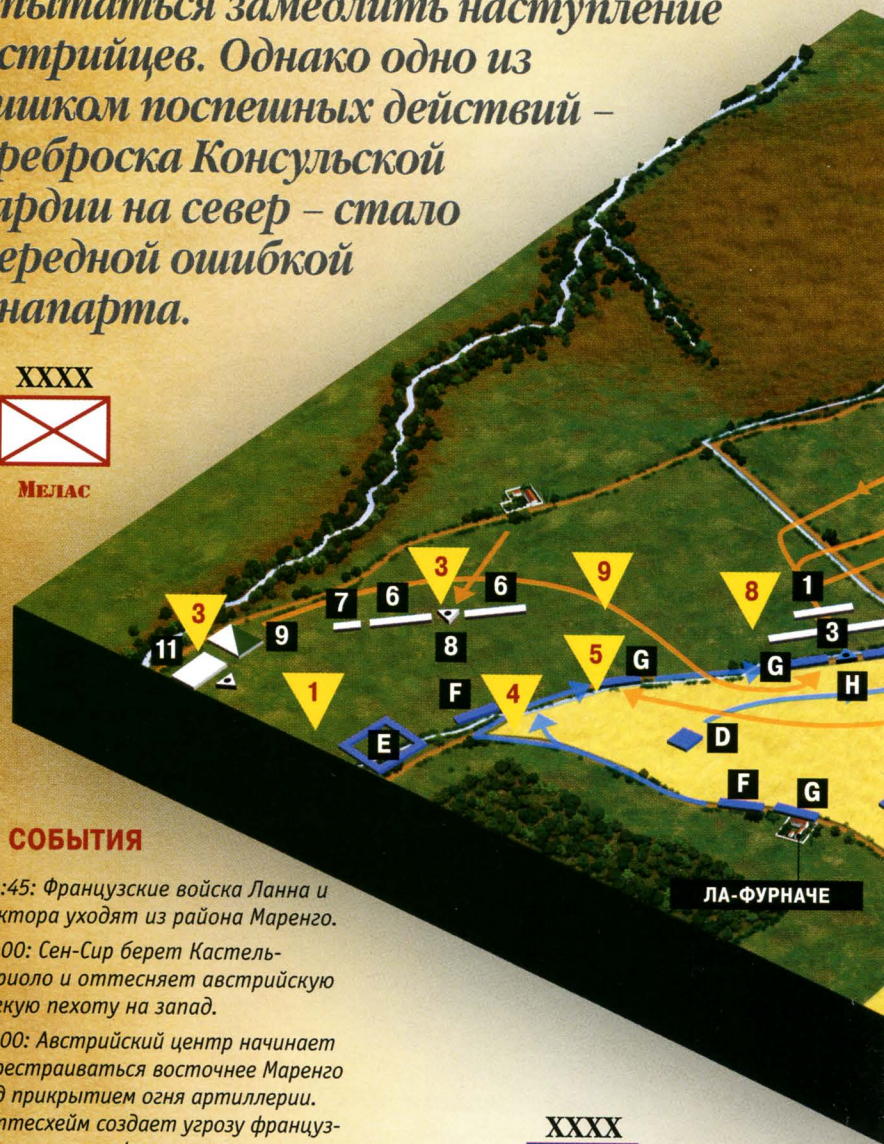 пытаться замедлить наступление
стрийцев. Однако одно из
ишком поспешных действий –
реброска Консульской
ардии на север – стало
ередной ошибкой
напарта.
XXXX
МЕЛАС
3
9
3
8
1
7
6
6
11
9
8
3
1
5
G
G
F
4
H
E
D
F
G
ЛА-ФУРНАЧЕ
СОБЫТИЯ
:45: Французские войска Ланна и
ктора уходят из района Маренго.
00: Сен-Сир берет Кастель-
риоло и оттесняет австрийскую
гкую пехоту на запад.
00: Австрийский центр начинает
рестраиваться восточнее Маренго
д прикрытием огня артиллерии.
ттесхейм создает угрозу француз-
XXXX